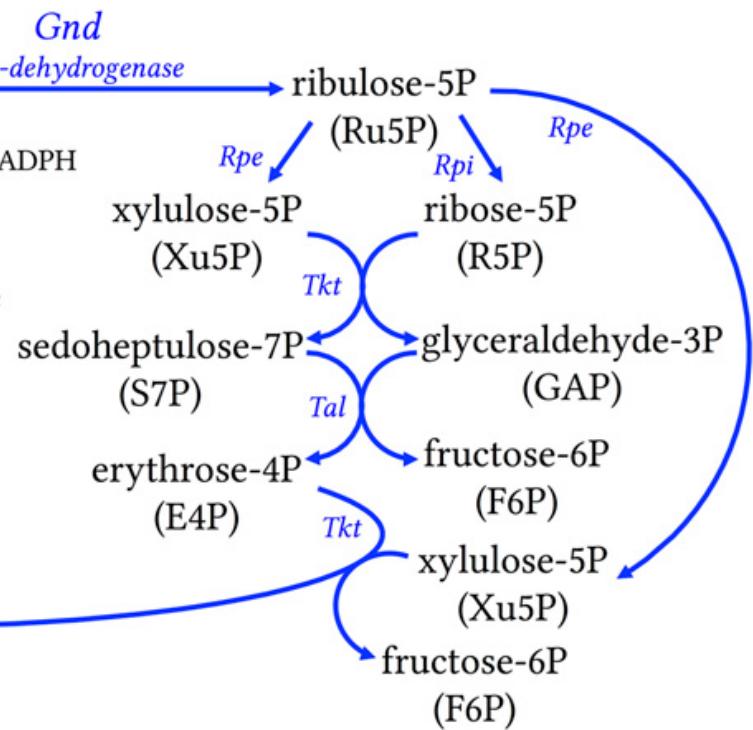 Gnd
-dehydrogenase
ribulose-5P
(Ru5P)
ADPH
Rpe
Rpi
Rpe
xylulose-5P
(Xu5P)
ribose-5P
(R5P)
Tkt
sedoheptulose-7P
(S7P)
glyceraldehyde-3P
(GAP)
Tal
erythrose-4P
(E4P)
fructose-6P
(F6P)
Tkt
xylulose-5P
(Xu5P)
fructose-6P
(F6P)